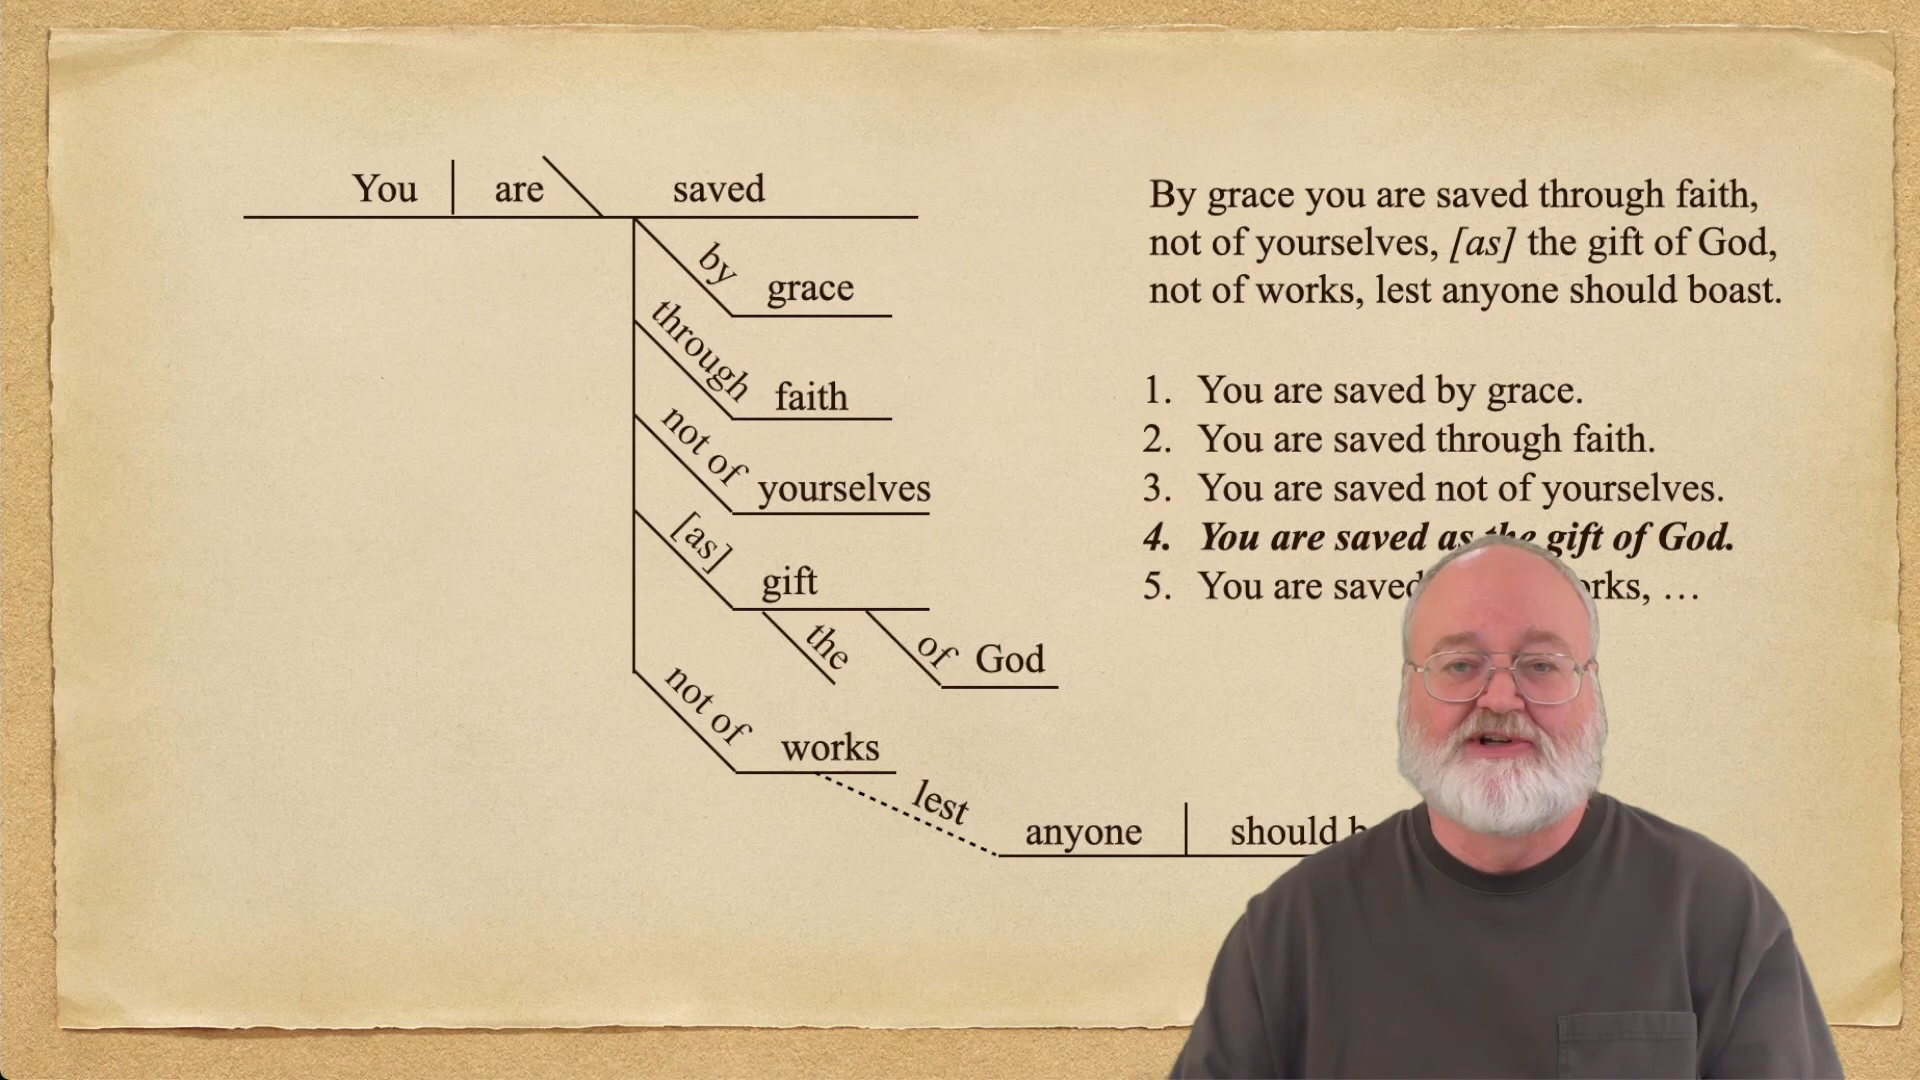 You are saved
by grace
through faith
not of yourselves
[as] gift
the of God
not of works
lest anyone should
By grace you are saved through faith,
not of yourselves, [as] the gift of God,
not of works, lest anyone should boast.
1. You are saved by grace.
2. You are saved through faith.
3. You are saved not of yourselves.
4. You are saved as the gift of God.
5. You are saved …